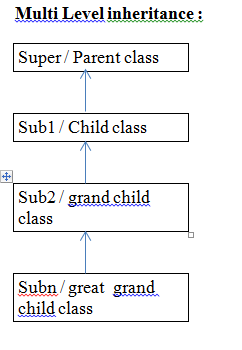 Multi Level inheritance :
Super / Parent class
Sub1 / Child class
Sub2 / grand child
class
Subn / great grand
child class